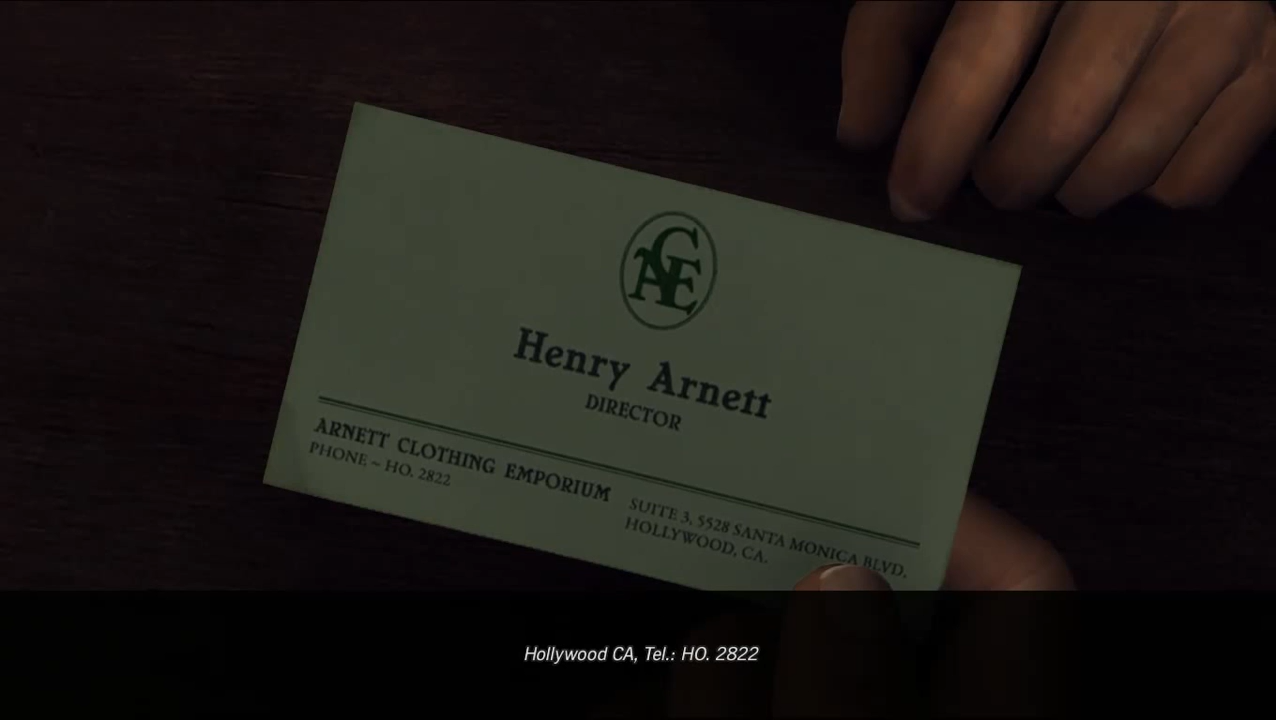 ACE
Henry Arnett
DIRECTOR
ARNETT CLOTHING EMPORIUM
PHONE ~ HO. 2822
SUITE 3, 5528 SANTA MONICA BLVD.
HOLLYWOOD, CA.
Hollywood CA, Tel.: HO. 2822